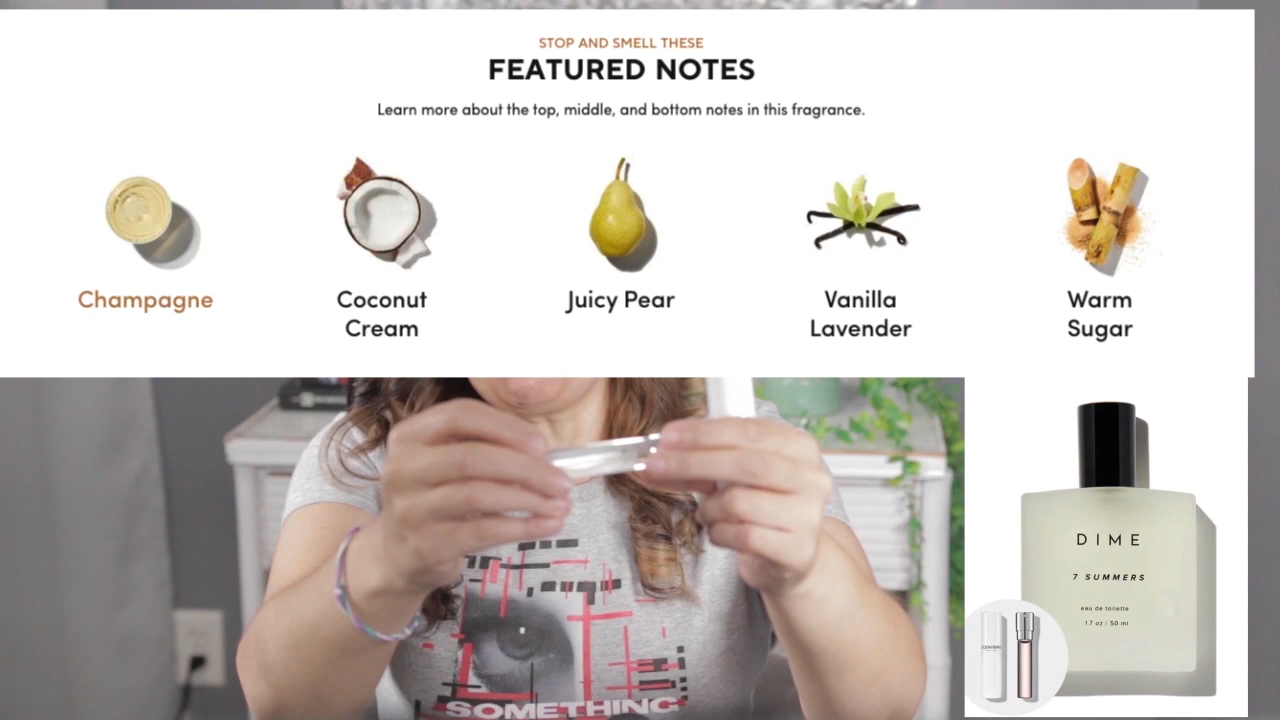 STOP AND SMELL THESE
FEATURED NOTES
Learn more about the top, middle, and bottom notes in this fragrance.
Champagne
Coconut
Cream
Juicy Pear
Vanilla
Lavender
Warm
Sugar
DIME
7 SUMMERS
eau de toilette
1.7 oz / 50 ml
SOMETHING